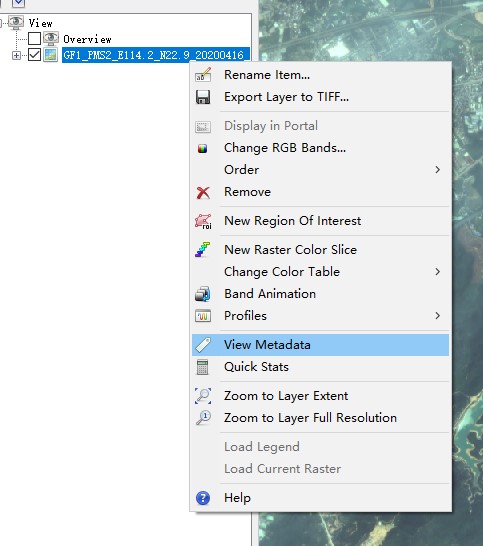 View
Overview
GF1_PMS2_E114.2_N22.9_20200416_
Rename Item...
Export Layer to TIFF...
Display in Portal
Change RGB Bands...
Order
Remove
New Region Of Interest
New Raster Color Slice
Change Color Table
Band Animation
Profiles
View Metadata
Quick Stats
Zoom to Layer Extent
Zoom to Layer Full Resolution
Load Legend
Load Current Raster
Help